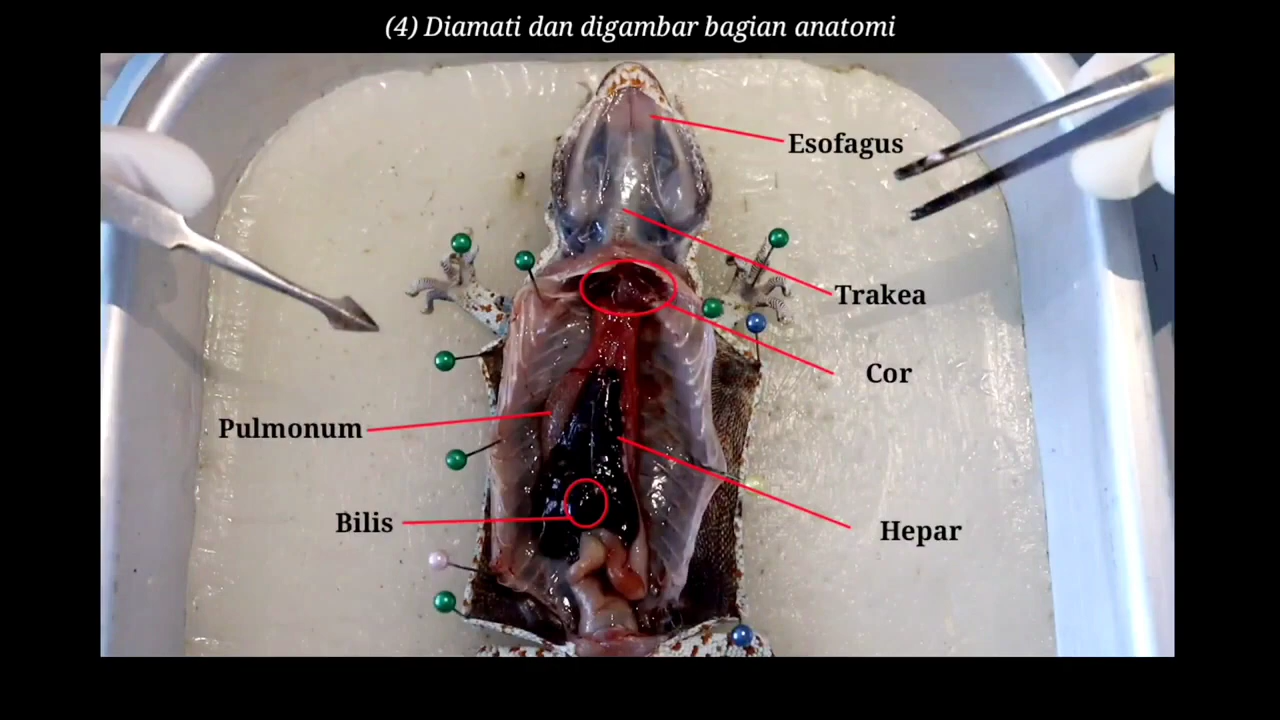 (4) Diamati dan digambar bagian anatomi
Esofagus
Trakea
Cor
Pulmonum
Bilis
Hepar